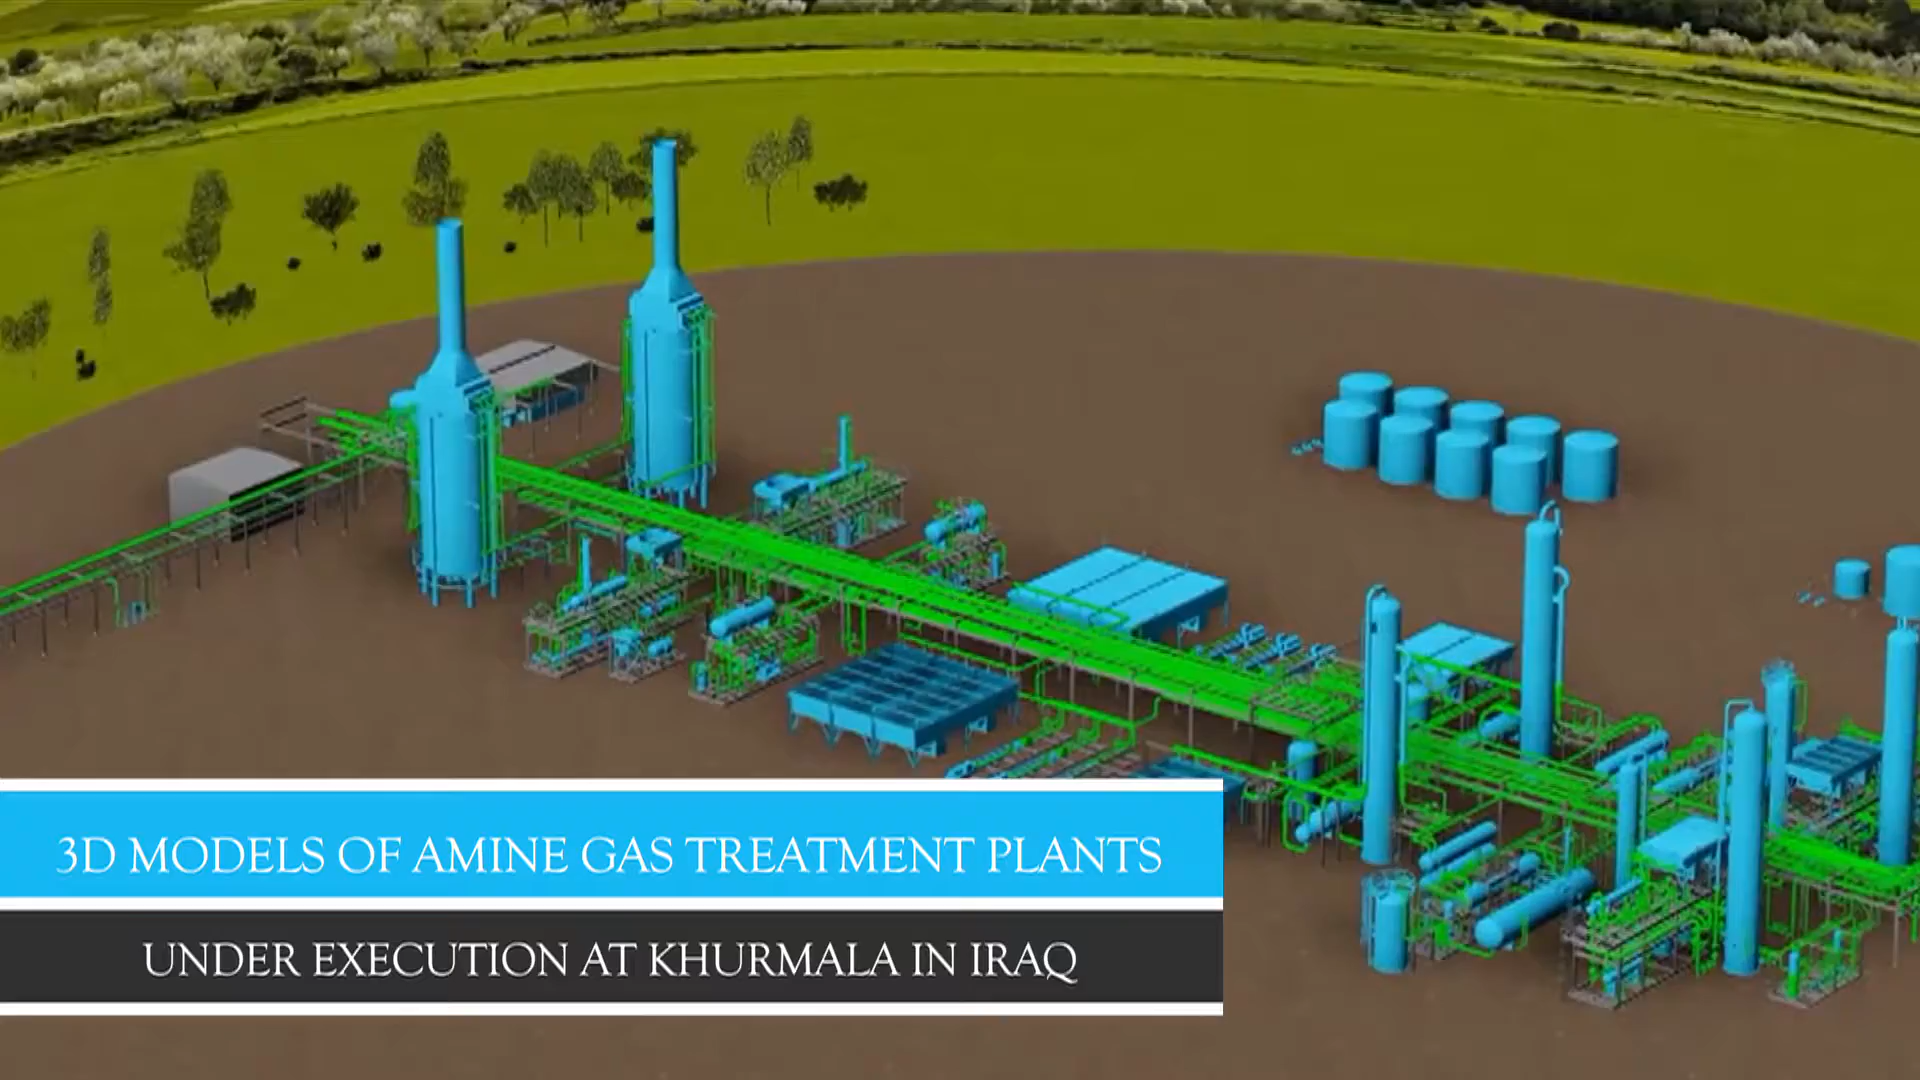 3D MODELS OF AMINE GAS TREATMENT PLANTS
UNDER EXECUTION AT KHURMALA IN IRAQ